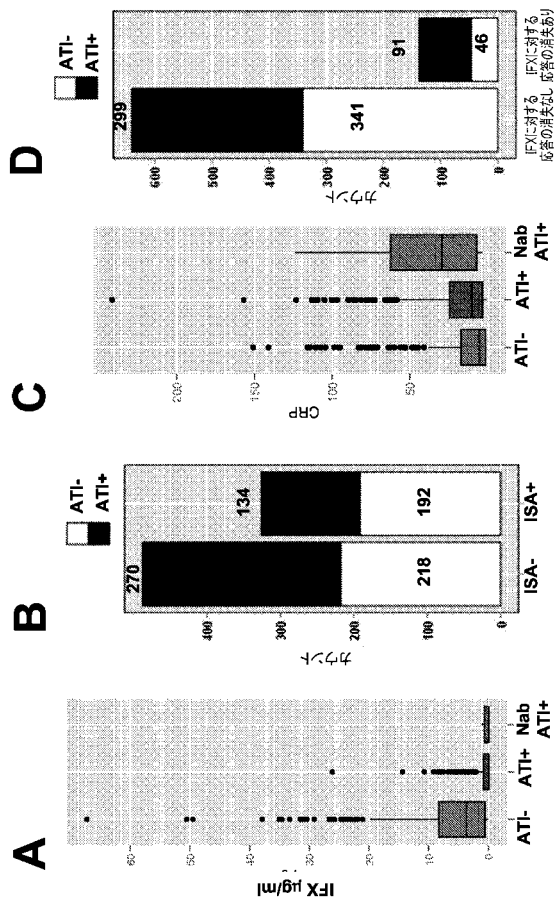 A
IFX µg/ml
60
50
40
30
20
10
0
ATI-
ATI+
Nab
ATI+
B
ATI-
ATI+
カウント
400
300
200
100
0
270
218
134
192
ISA-
ISA+
C
CRP
200
150
100
50
ATI-
ATI+
Nab
ATI+
D
ATI-
ATI+
カウント
600
500
400
300
200
100
0
299
341
91
46
IFXに対する
応答の消失なし
IFXに対する
応答の消失あり